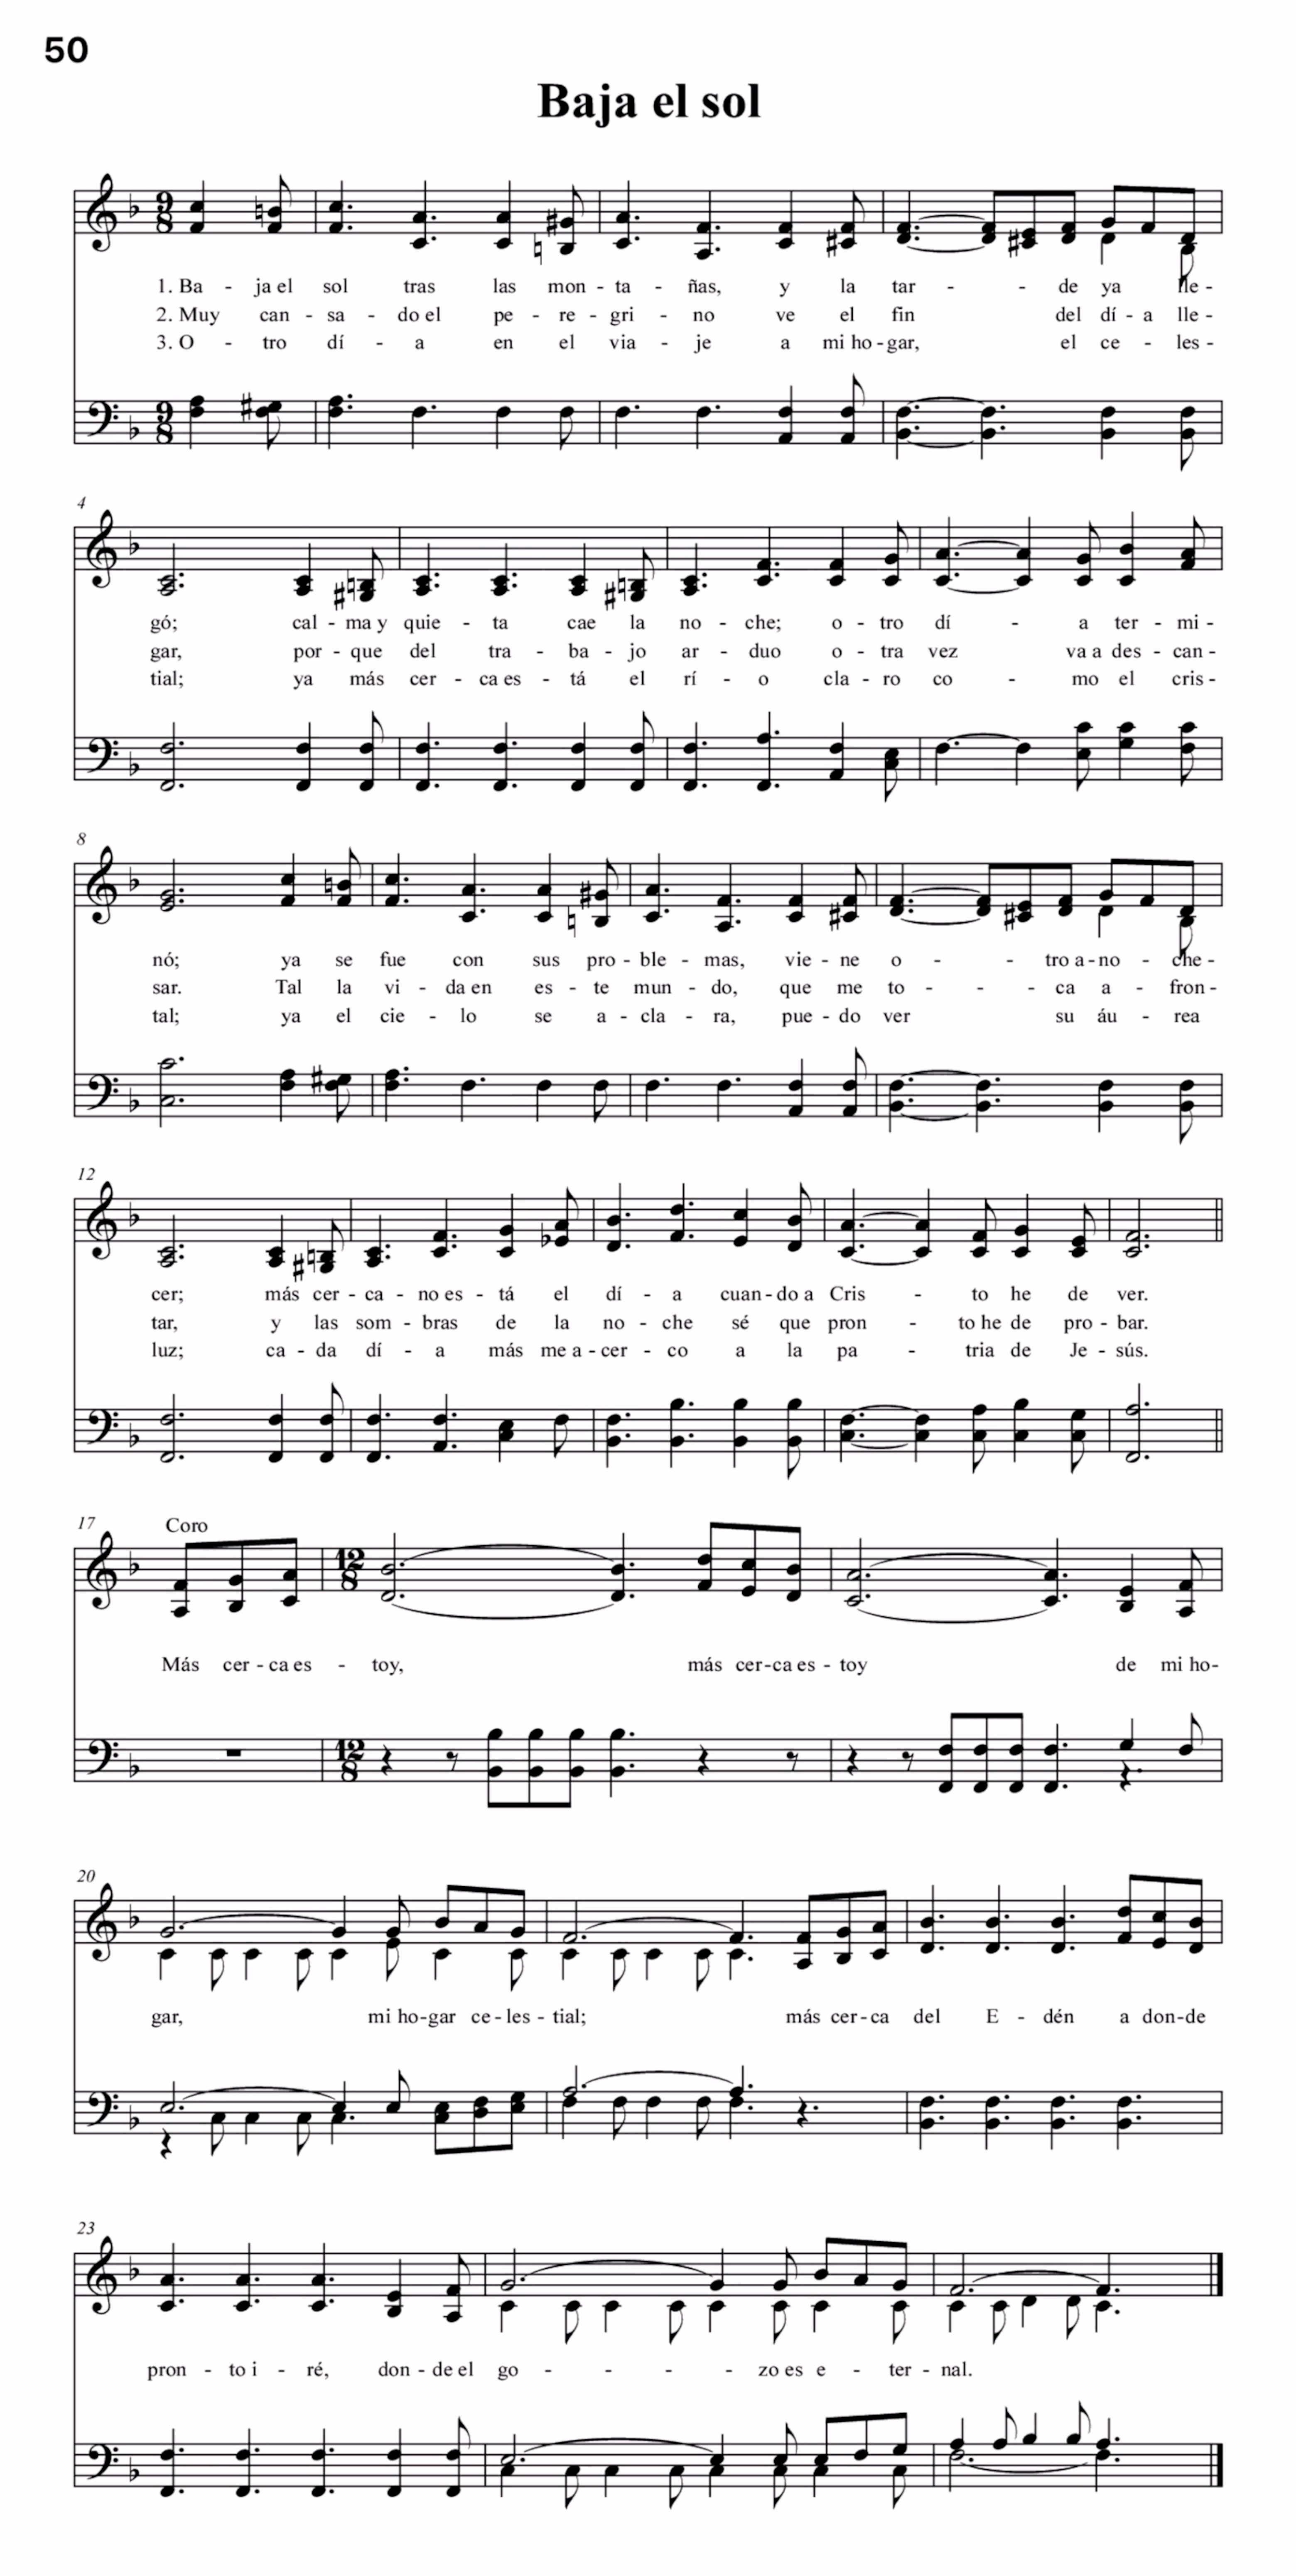 50
Baja el sol
9 8
1. Ba - ja el sol tras las mon - ta - ñas, y la tar - - de ya lle -
2. Muy can - sa - do el pe - re - gri - no ve el fin del dí - a lle -
3. O - tro dí - a en el via - je a mi ho - gar, el ce - les -
9 8
4
gó; cal - ma y quie - ta cae la no - che; o - tro dí - a ter - mi -
gar, por - que del tra - ba - jo ar - duo o - tra vez va a des - can -
tial; ya más cer - ca es - tá el rí - o cla - ro co - mo el cris -
8
nó; ya se fue con sus pro - ble - mas, vie - ne o - - tro a - no - che -
sar. Tal la vi - da en es - te mun - do, que me to - - - ca a - fron -
tal; ya el cie - lo se a - cla - ra, pue - do ver su áu - rea
12
cer; más cer - ca - no es - tá el dí - a cuan - do a Cris - to he de ver.
tar, y las som - bras de la no - che sé que pron - to he de pro - bar.
luz; ca - da dí - a más me a - cer - co a la pa - tria de Je - sús.
17 Coro
12 8
Más cer - ca es - toy, más cer - ca es - toy de mi ho -
12 8
20
gar, mi ho - gar ce - les - tial; más cer - ca del E - dén a don - de
23
pron - to i - ré, don - de el go - - - - zo es e - ter - nal.